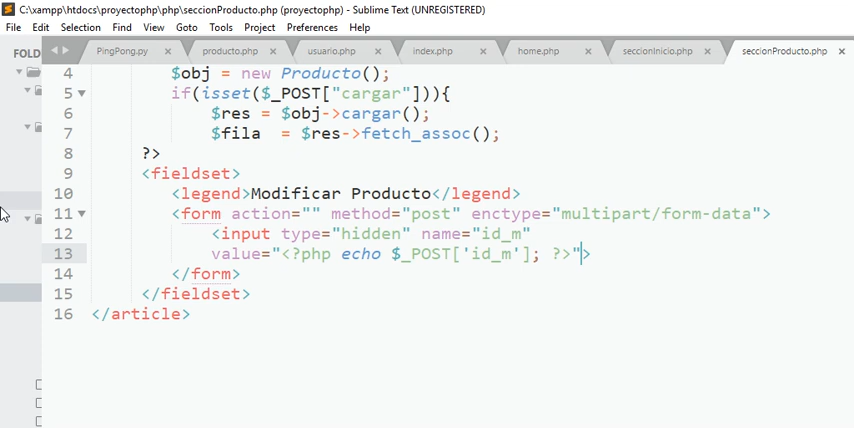 C:\xampp\htdocs\proyectophp\php\seccionProducto.php (proyectophp) - Sublime Text (UNREGISTERED)
File Edit Selection Find View Goto Tools Project Preferences Help
FOLD PingPong.py × producto.php × usuario.php × index.php × home.php × seccionInicio.php × seccionProducto.php ×
4 $obj = new Producto();
5 if(isset($_POST["cargar"])){
6 $res = $obj->cargar();
7 $fila = $res->fetch_assoc();
8 ?>
9 <fieldset>
10 <legend>Modificar Producto</legend>
11 <form action="" method="post" enctype="multipart/form-data">
12 <input type="hidden" name="id_m"
13 value="<?php echo $_POST['id_m']; ?>">
14 </form>
15 </fieldset>
16 </article>